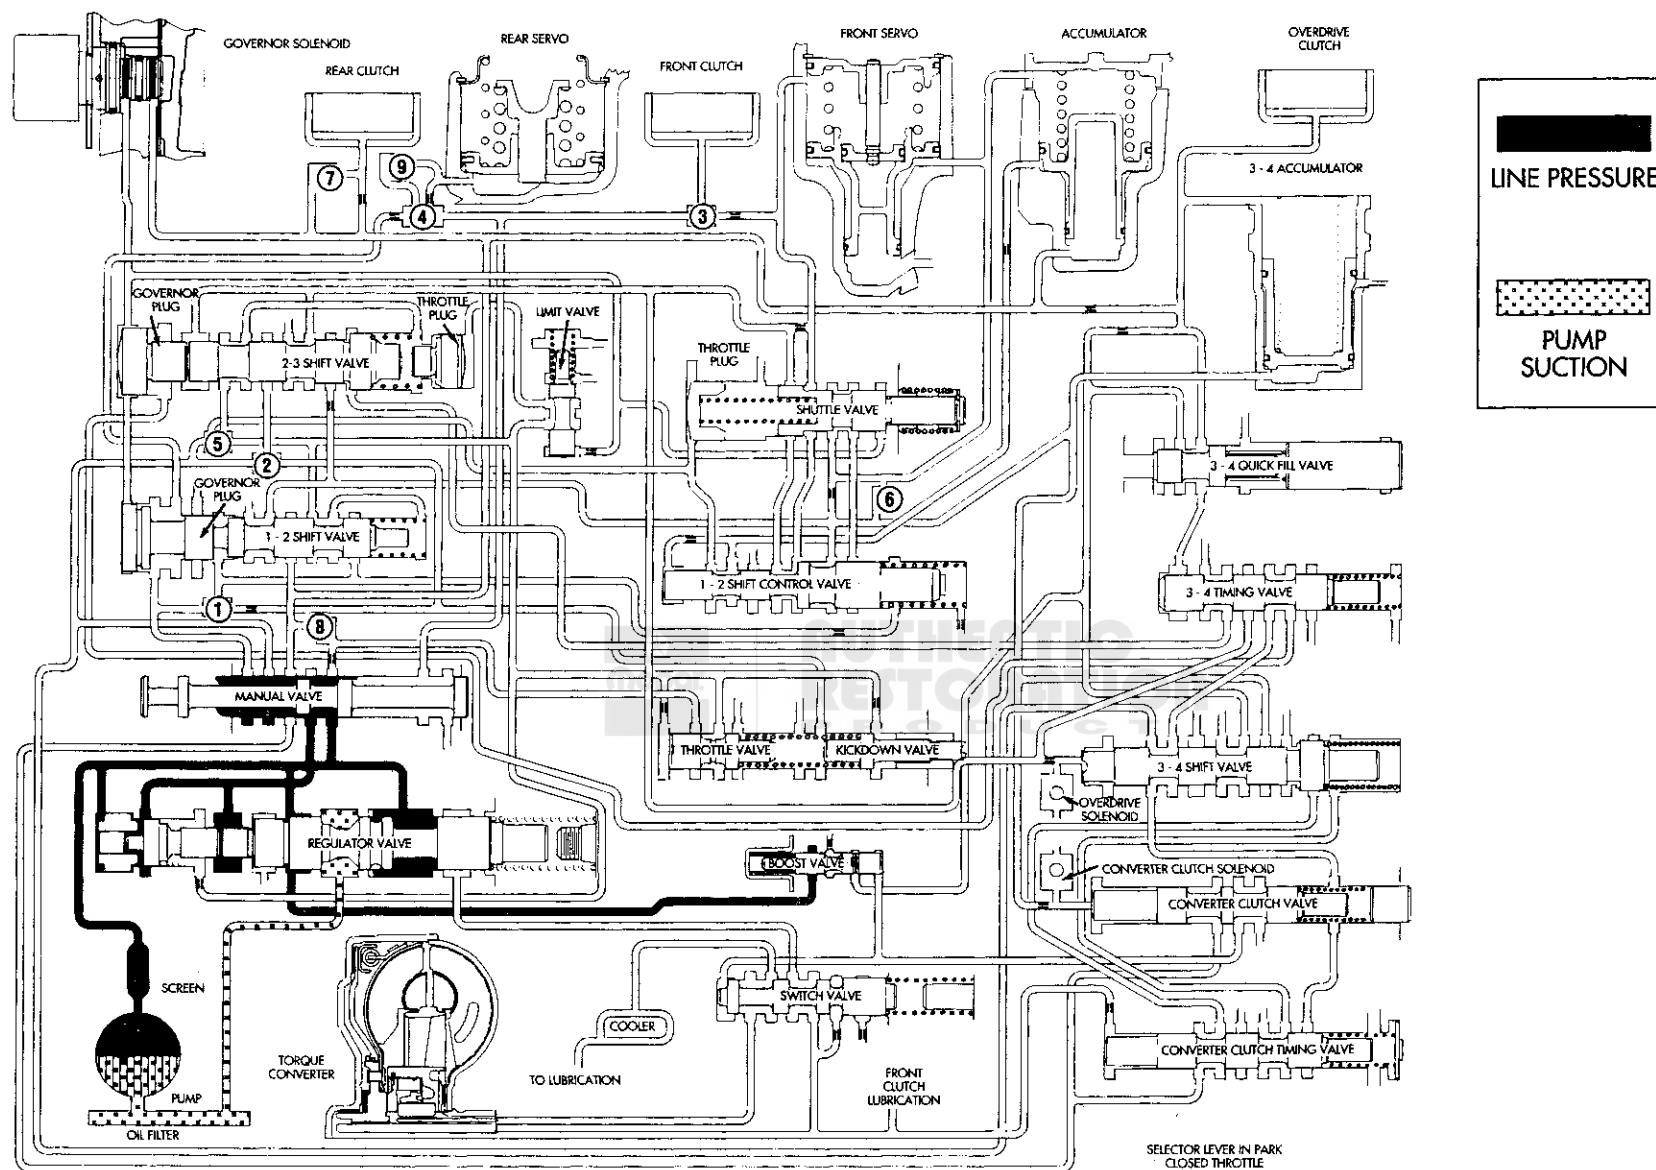 GOVERNOR SOLENOID
REAR CLUTCH
REAR SERVO
FRONT CLUTCH
FRONT SERVO
ACCUMULATOR
OVERDRIVE
CLUTCH
3 - 4 ACCUMULATOR
LINE PRESSURE
PUMP
SUCTION
7
9
4
3
GOVERNOR
PLUG
THROTTLE
PLUG
LIMIT VALVE
2-3 SHIFT VALVE
THROTTLE
PLUG
SHUTTLE VALVE
5
2
3 - 4 QUICK FILL VALVE
GOVERNOR
PLUG
6
1 - 2 SHIFT VALVE
1 - 2 SHIFT CONTROL VALVE
3 - 4 TIMING VALVE
1
8
AUTHENTIC
RESTORATION
PRODUCT
MANUAL VALVE
THROTTLE VALVE
KICKDOWN VALVE
3 - 4 SHIFT VALVE
OVERDRIVE
SOLENOID
REGULATOR VALVE
BOOST VALVE
CONVERTER CLUTCH SOLENOID
CONVERTER CLUTCH VALVE
SCREEN
SWITCH VALVE
COOLER
CONVERTER CLUTCH TIMING VALVE
TORQUE
CONVERTER
TO LUBRICATION
FRONT
CLUTCH
LUBRICATION
PUMP
OIL FILTER
SELECTOR LEVER IN PARK
CLOSED THROTTLE